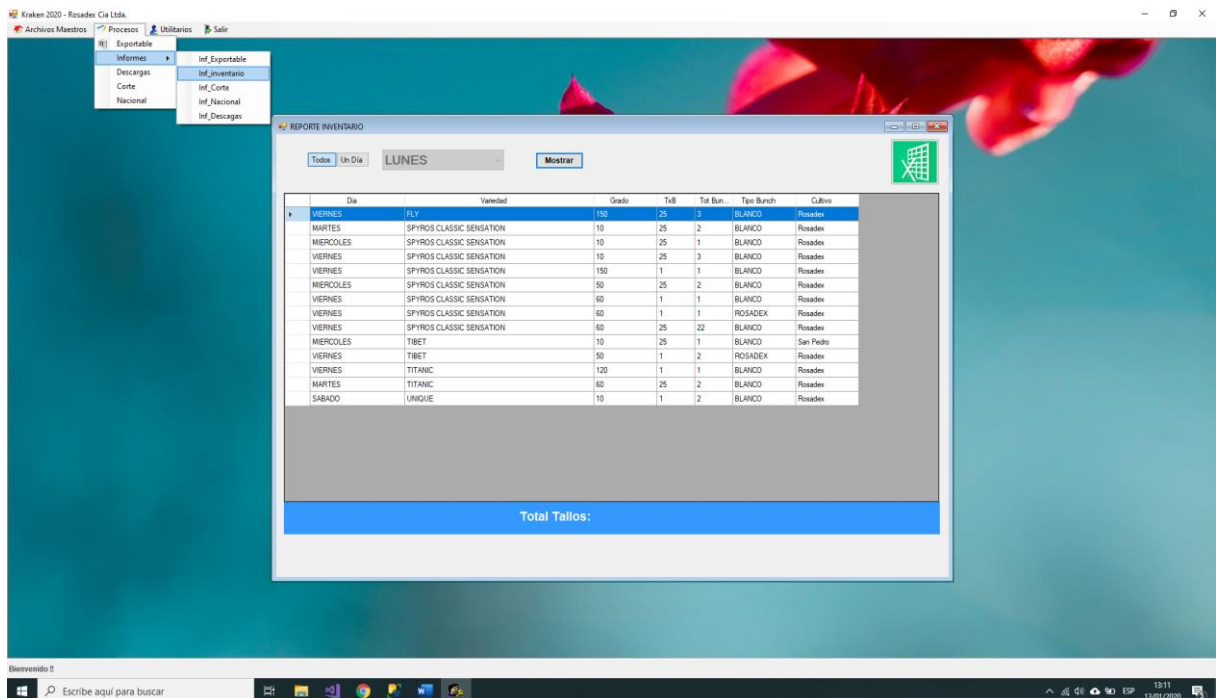 Kraken 2020 - Rosadex Cia Ltda.
Archivos Maestros Procesos Utilitarios Salir
Exportable
Informes
Descargas
Corte
Nacional
Inf_Exportable
Inf_inventario
Inf_Corte
Inf_Nacional
Inf_Descagas
REPORTE INVENTARIO
Todos Un Día LUNES Mostrar
Dia Variedad Grado TxB Tot Bun... Tipo Bunch Cultivo
VIERNES FLY 150 25 3 BLANCO Rosadex
MARTES SPYROS CLASSIC SENSATION 10 25 2 BLANCO Rosadex
MIERCOLES SPYROS CLASSIC SENSATION 10 25 1 BLANCO Rosadex
VIERNES SPYROS CLASSIC SENSATION 10 25 3 BLANCO Rosadex
VIERNES SPYROS CLASSIC SENSATION 150 1 1 BLANCO Rosadex
MIERCOLES SPYROS CLASSIC SENSATION 50 25 2 BLANCO Rosadex
VIERNES SPYROS CLASSIC SENSATION 60 1 1 BLANCO Rosadex
VIERNES SPYROS CLASSIC SENSATION 60 1 1 ROSADEX Rosadex
VIERNES SPYROS CLASSIC SENSATION 60 25 22 BLANCO Rosadex
MIERCOLES TIBET 10 25 1 BLANCO San Pedro
VIERNES TIBET 50 1 2 ROSADEX Rosadex
VIERNES TITANIC 120 1 1 BLANCO Rosadex
MARTES TITANIC 60 25 2 BLANCO Rosadex
SABADO UNIQUE 10 1 2 BLANCO Rosadex
Total Tallos:
Bienvenido !!
Escribe aquí para buscar
ESP
13:11
13/01/2020